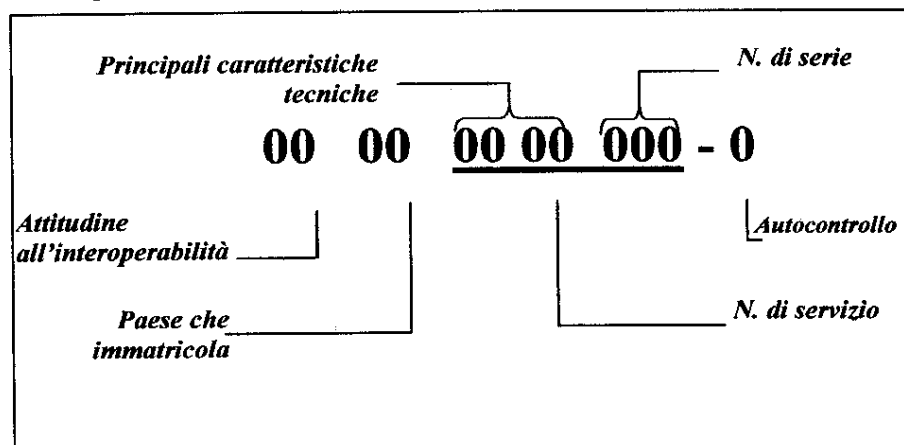 Principali caratteristiche
tecniche
N. di serie
00 00 00 00 000 - 0
Attitudine
all'interoperabilità
Autocontrollo
Paese che
immatricola
N. di servizio